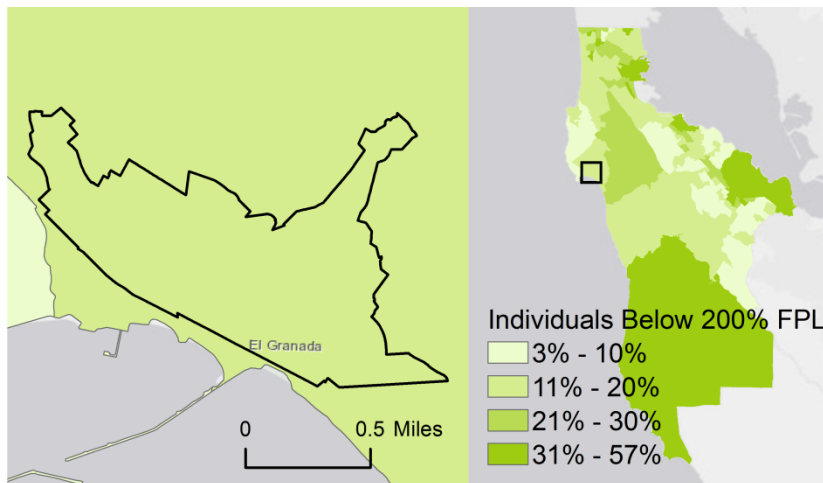 El Granada
0 0.5 Miles
Individuals Below 200% FPL
3% - 10%
11% - 20%
21% - 30%
31% - 57%